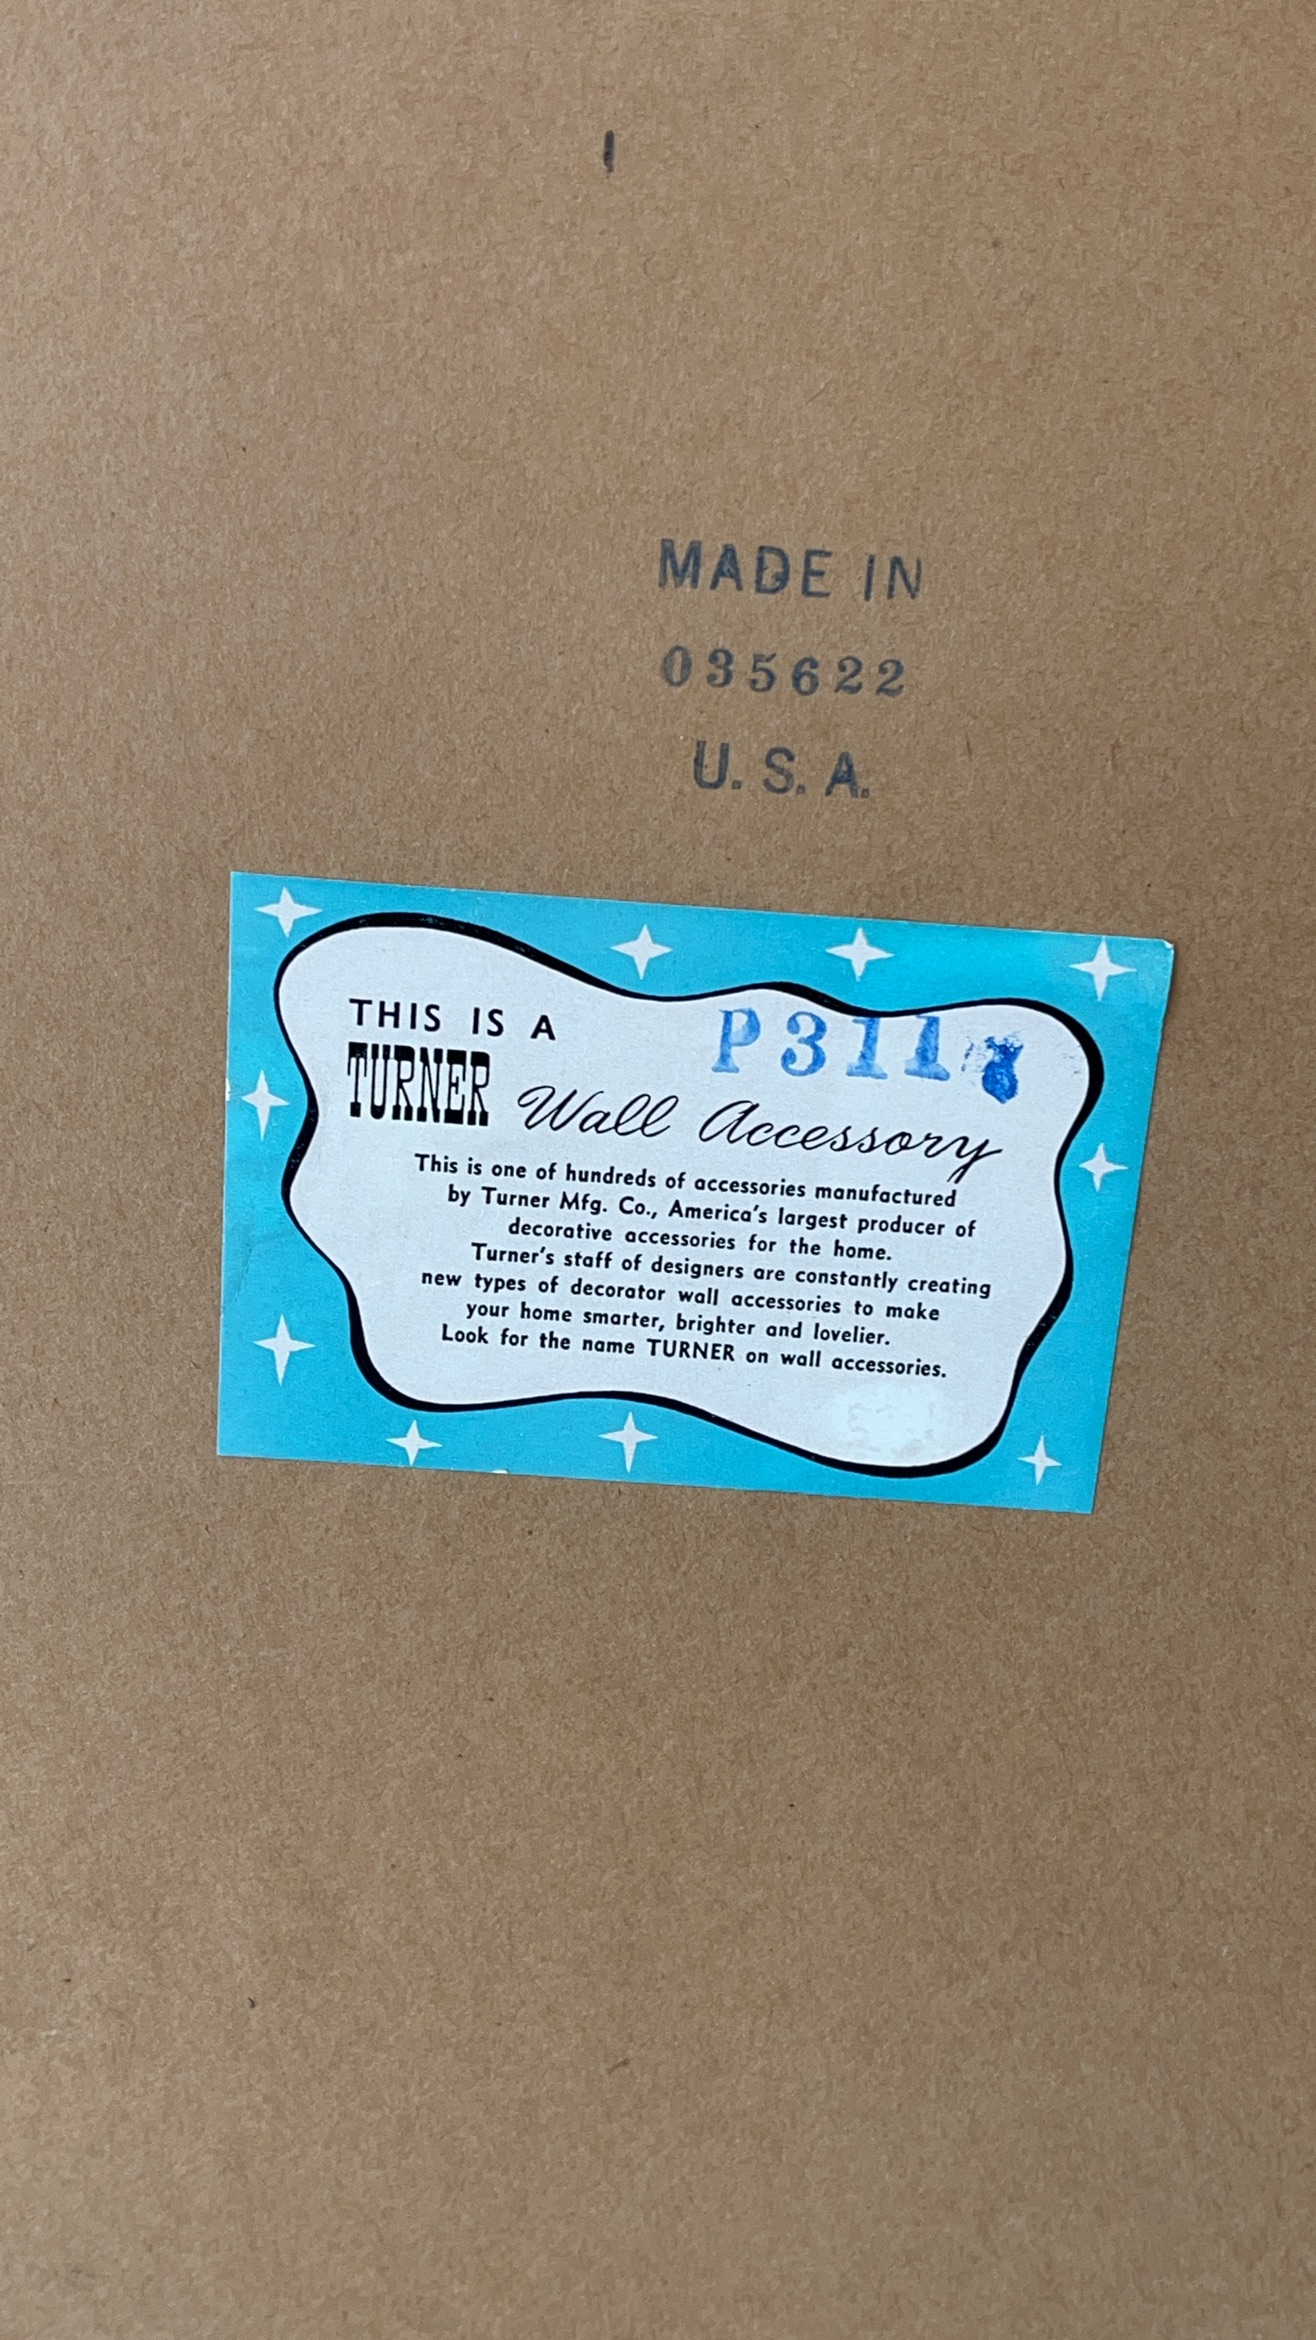 MADE IN
035622
U.S.A.
THIS IS A
TURNER Wall Accessory
This is one of hundreds of accessories manufactured
by Turner Mfg. Co., America's largest producer of
decorative accessories for the home.
Turner's staff of designers are constantly creating
new types of decorator wall accessories to make
your home smarter, brighter and lovelier.
Look for the name TURNER on wall accessories.